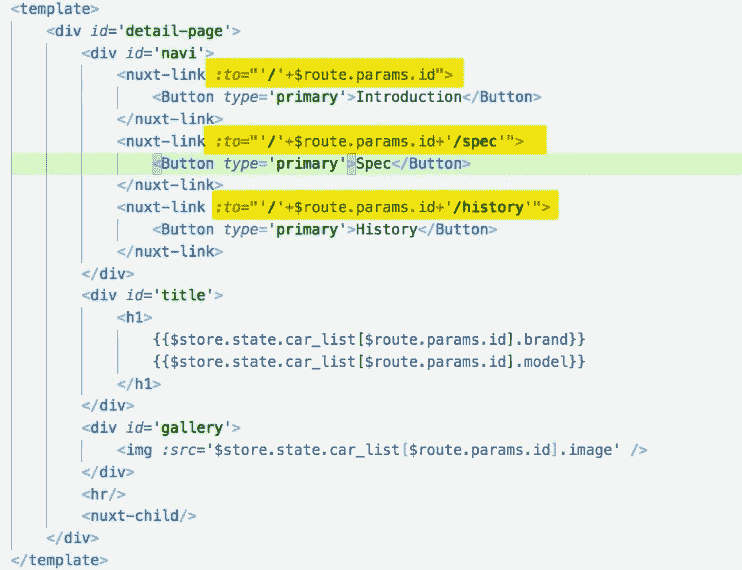 <template>
<div id='detail-page'>
<div id='navi'>
<nuxt-link :to="'/'+$route.params.id">
<Button type='primary'>Introduction</Button>
</nuxt-link>
<nuxt-link :to="'/'+$route.params.id+'/spec'">
<Button type='primary'>Spec</Button>
</nuxt-link>
<nuxt-link :to="'/'+$route.params.id+'/history'">
<Button type='primary'>History</Button>
</nuxt-link>
</div>
<div id='title'>
<h1>
{{$store.state.car_list[$route.params.id].brand}}
{{$store.state.car_list[$route.params.id].model}}
</h1>
</div>
<div id='gallery'>
<img :src='$store.state.car_list[$route.params.id].image' />
</div>
<hr/>
<nuxt-child/>
</div>
</template>